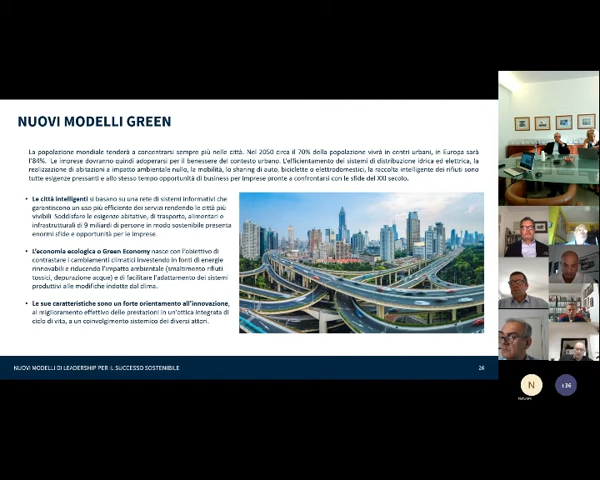 NUOVI MODELLI GREEN
La popolazione mondiale tenderà a concentrarsi sempre più nelle città. Nel 2050 circa il 70% della popolazione vivrà in centri urbani, in Europa sarà
l'84%. Le imprese dovranno quindi adoperarsi per il benessere del contesto urbano. L'efficientamento dei sistemi di distribuzione idrica ed elettrica, la
realizzazione di abitazioni a impatto ambientale nullo, la mobilità, lo sharing di auto, biciclette o elettrodomestici, la raccolta intelligente dei rifiuti sono
tutte esigenze pressanti e allo stesso tempo opportunità di business per imprese pronte a confrontarsi con le sfide del XXI secolo.
• Le città intelligenti si basano su una rete di sistemi informativi che
garantiscono un uso più efficiente dei servizi rendendo le città più
vivibili. Soddisfare le esigenze abitative, di trasporto, alimentari e
infrastrutturali di 9 miliardi di persone in modo sostenibile presenta
enormi sfide e opportunità per le imprese.
• L'economia ecologica o Green Economy nasce con l'obiettivo di
contrastare i cambiamenti climatici investendo in fonti di energie
rinnovabili e riducendo l'impatto ambientale (smaltimento rifiuti
tossici, depurazione acque) e di facilitare l'adattamento dei sistemi
produttivi alle modifiche indotte dal clima.
• Le sue caratteristiche sono un forte orientamento all'innovazione,
al miglioramento effettivo delle prestazioni in un'ottica integrata di
ciclo di vita, a un coinvolgimento sistemico dei diversi attori.
NUOVI MODELLI DI LEADERSHIP PER IL SUCCESSO SOSTENIBILE
26
N
+36